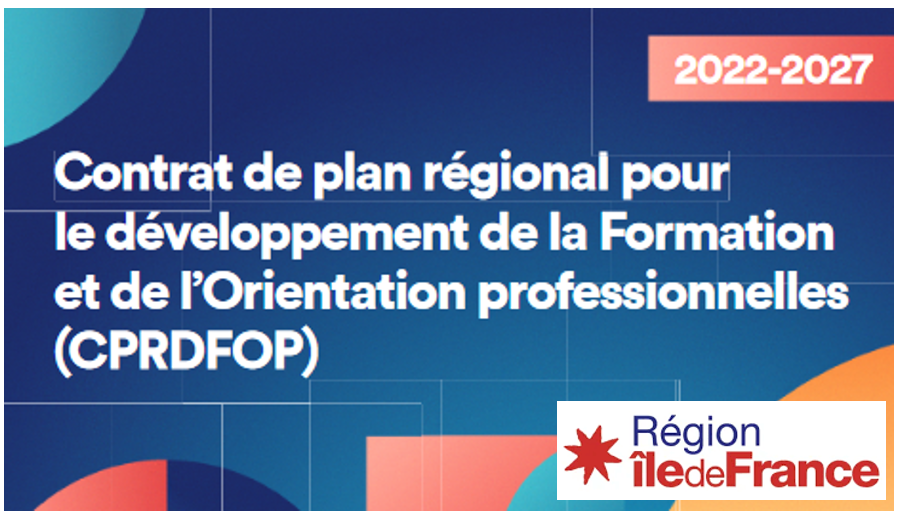 2022-2027
Contrat de plan régional pour
le développement de la Formation
et de l’Orientation professionnelles
(CPRDFOP)
Région
îledeFrance